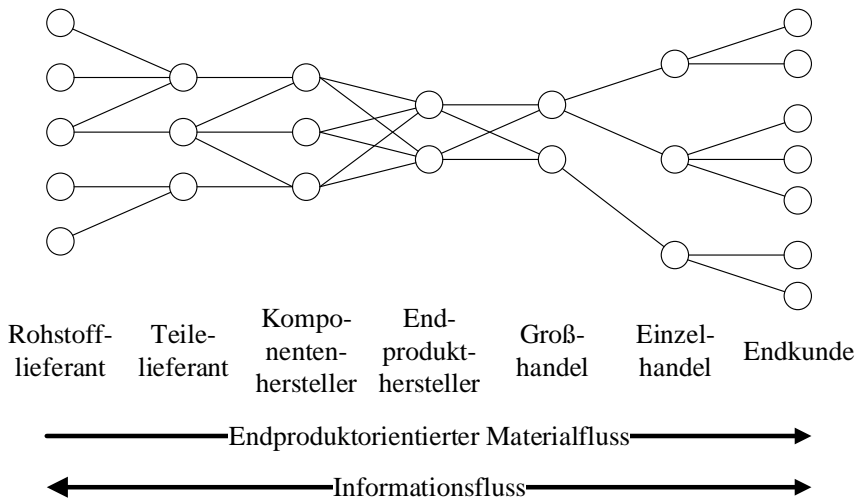 Rohstoff-
lieferant
Teile-
lieferant
Kompo-
nenten-
hersteller
End-
produkt-
hersteller
Groß-
handel
Einzel-
handel
Endkunde
Endproduktorientierter Materialfluss
Informationsfluss